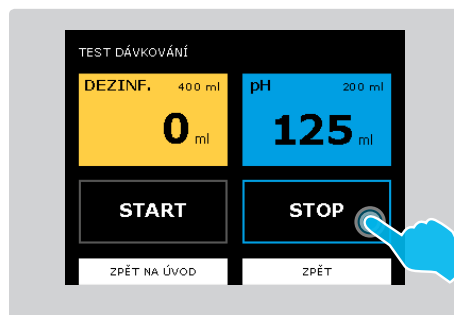 TEST DÁVKOVÁNÍ
DEZINF. 400 ml
0 ml
pH 200 ml
125 ml
START
STOP
ZPĚT NA ÚVOD
ZPĚT